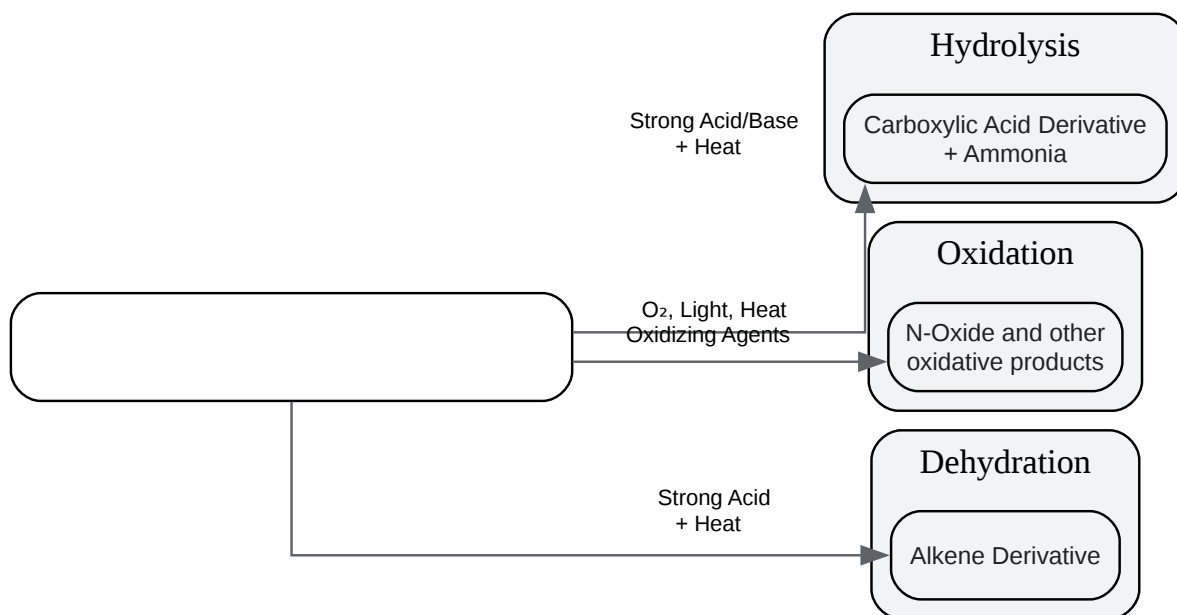 Hydrolysis
Strong Acid/Base
+ Heat
Carboxylic Acid Derivative
+ Ammonia
Oxidation
O₂, Light, Heat
Oxidizing Agents
N-Oxide and other
oxidative products
Dehydration
Strong Acid
+ Heat
Alkene Derivative